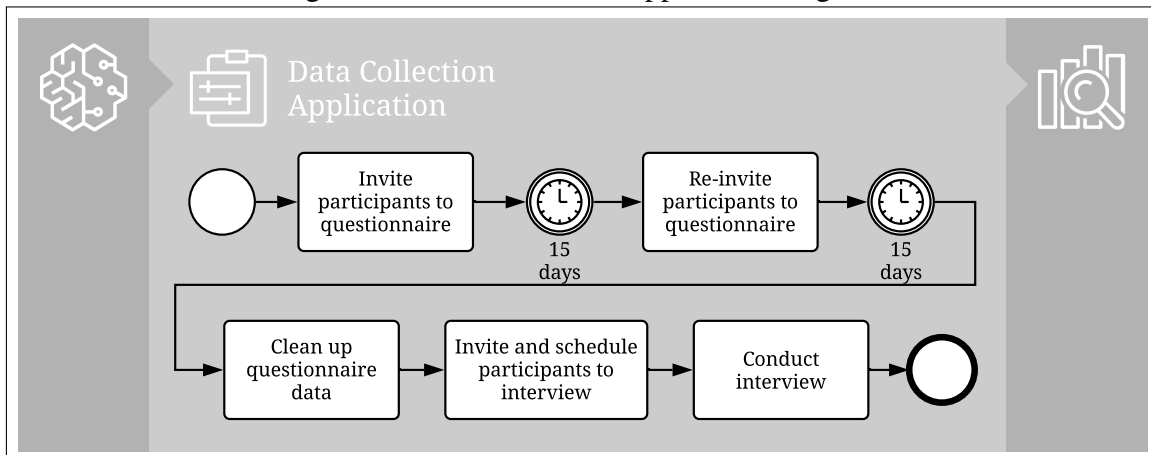 Data Collection
Application
Invite
participants to
questionnaire
15
days
Re-invite
participants to
questionnaire
15
days
Clean up
questionnaire
data
Invite and schedule
participants to
interview
Conduct
interview